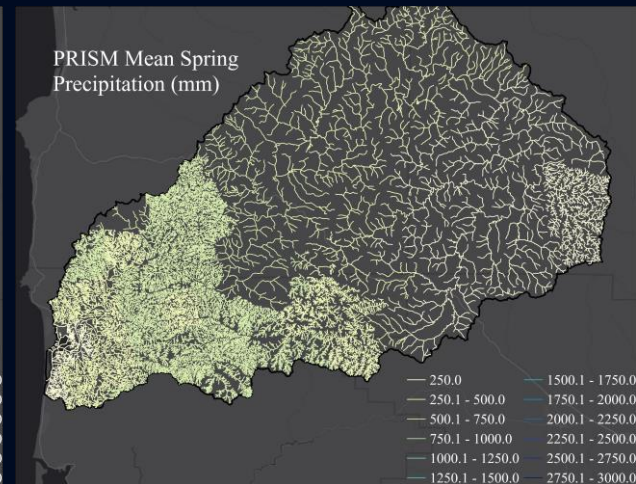 PRISM Mean Spring
Precipitation (mm)
250.0
250.1 - 500.0
500.1 - 750.0
750.1 - 1000.0
1000.1 - 1250.0
1250.1 - 1500.0
1500.1 - 1750.0
1750.1 - 2000.0
2000.1 - 2250.0
2250.1 - 2500.0
2500.1 - 2750.0
2750.1 - 3000.0